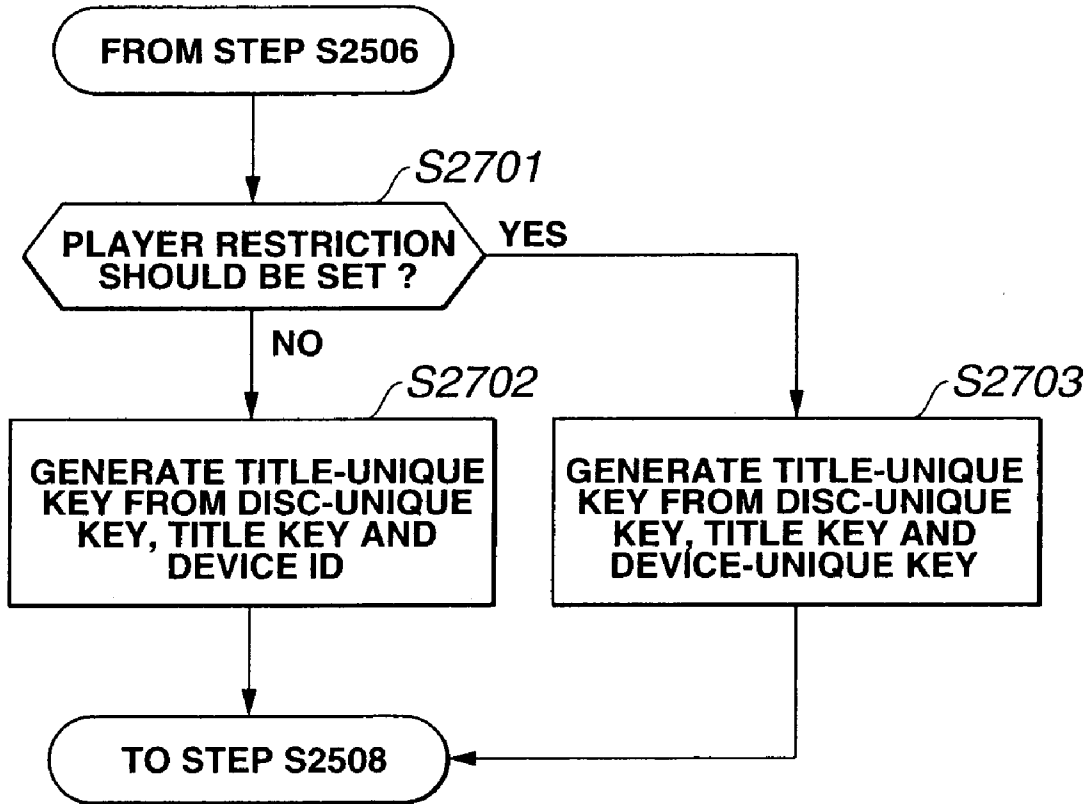 FROM STEP S2506
S2701
PLAYER RESTRICTION
SHOULD BE SET ?
YES
NO
S2702
GENERATE TITLE-UNIQUE
KEY FROM DISC-UNIQUE
KEY, TITLE KEY AND
DEVICE ID
S2703
GENERATE TITLE-UNIQUE
KEY FROM DISC-UNIQUE
KEY, TITLE KEY AND
DEVICE-UNIQUE KEY
TO STEP S2508